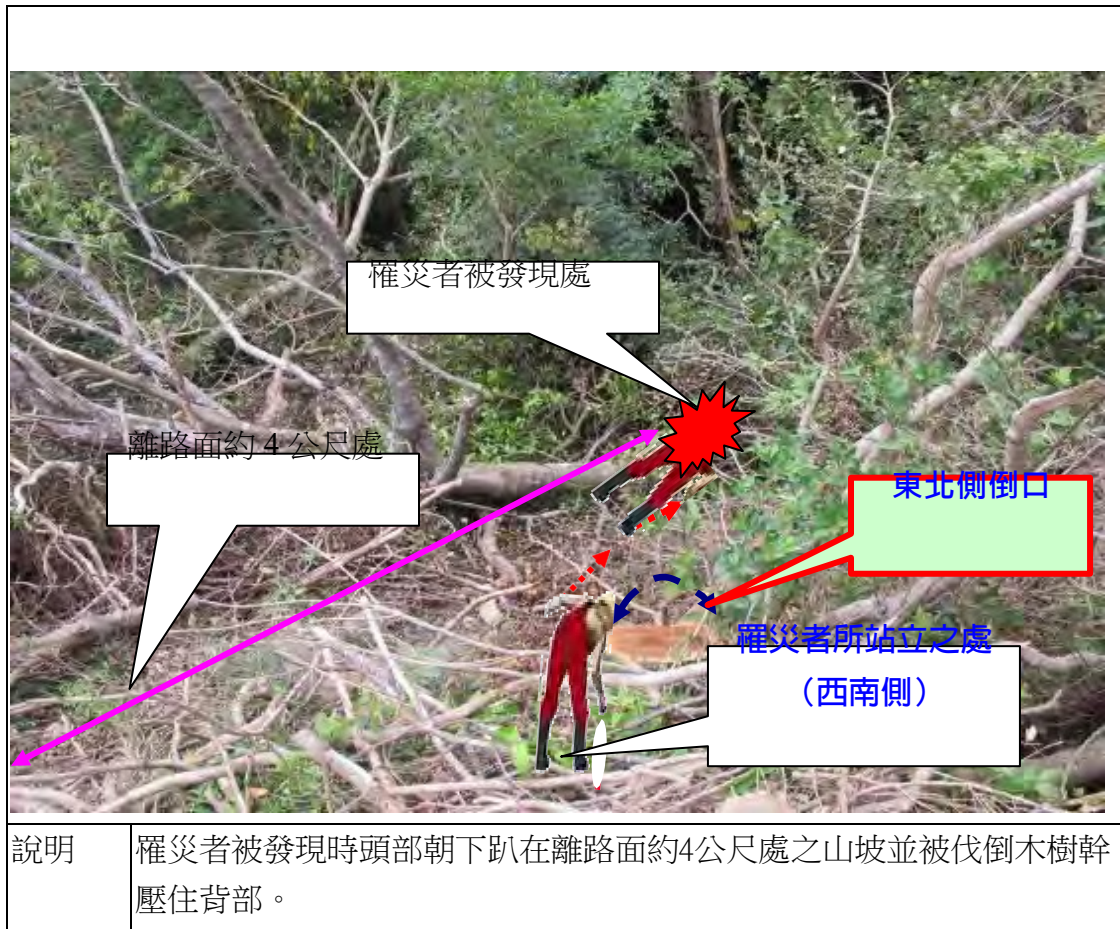 罹災者被發現處
離路面約 4 公尺處
東北側倒口
罹災者所站立之處
（西南側）
說明
罹災者被發現時頭部朝下趴在離路面約4公尺處之山坡並被伐倒木樹幹
壓住背部。